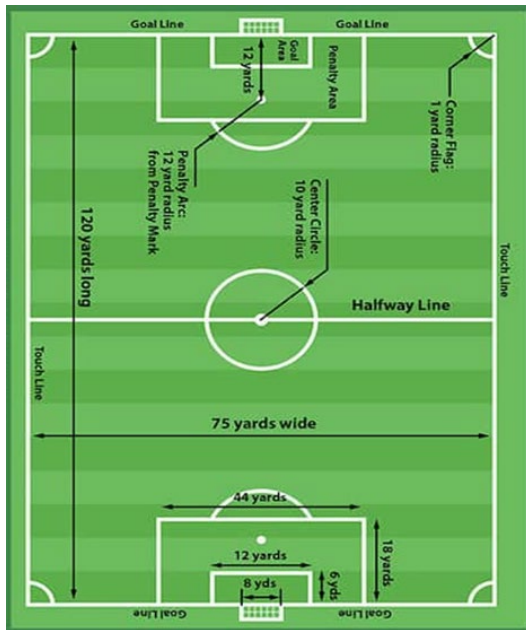 Goal Line
Goal Line
12 yards
Goal
Area
Penalty Area
Corner Flag:
1 yard radius
Penalty Arc:
12 yard radius
from Penalty Mark
Center Circle:
10 yard radius
120 yards long
Touch Line
Halfway Line
Touch Line
75 yards wide
44 yards
18 yards
12 yards
6 yds
8 yds
Goal Line
Goal Line